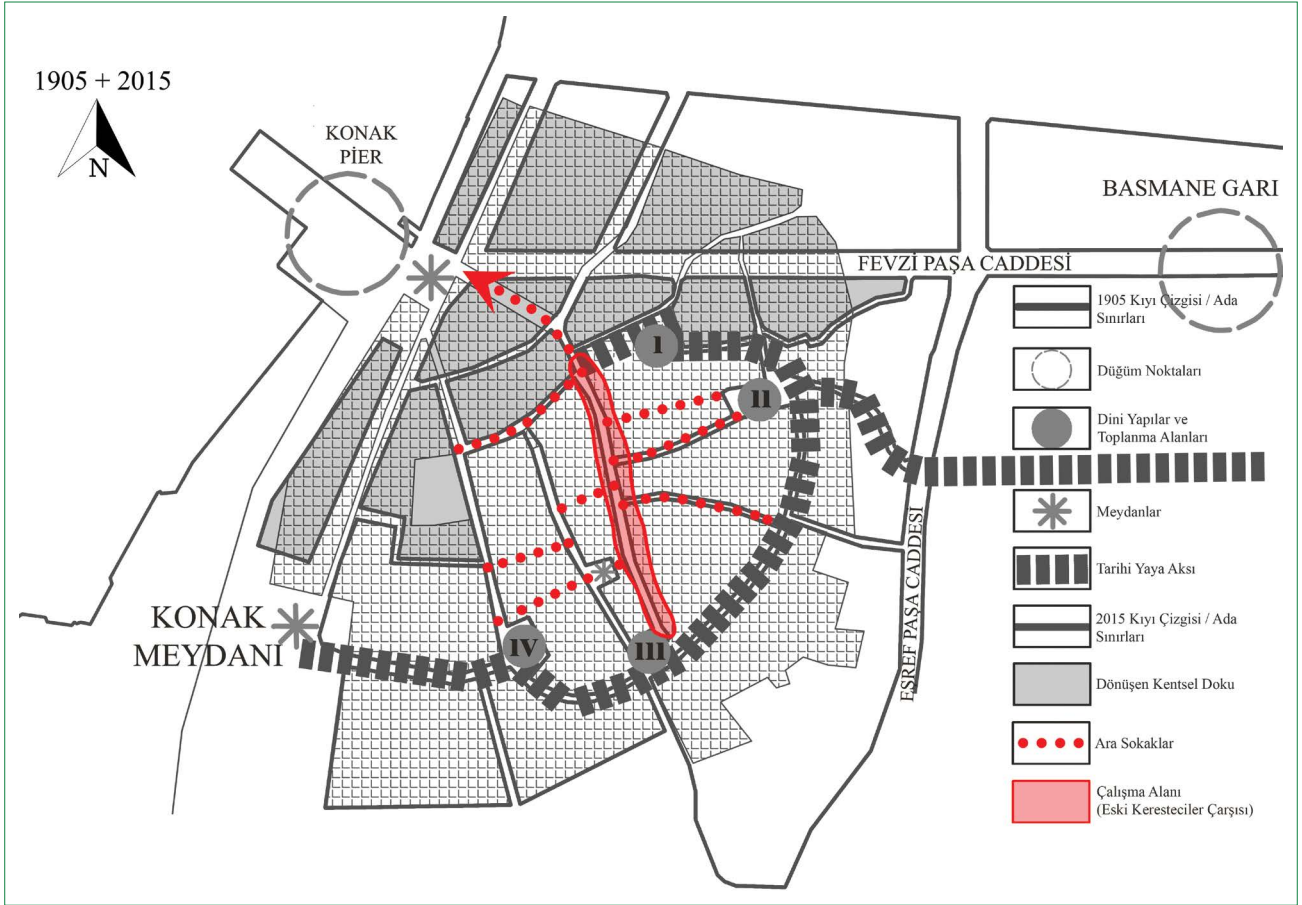 1905 + 2015
N
KONAK
PİER
BASMANE GARI
FEVZİ PAŞA CADDESİ
I
II
III
IV
KONAK
MEYDANI
EŞREF PAŞA CADDESİ
1905 Kıyı Çizgisi / Ada
Sınırları
Düğüm Noktaları
Dini Yapılar ve
Toplanma Alanları
Meydanlar
Tarihi Yaya Aksı
2015 Kıyı Çizgisi / Ada
Sınırları
Dönüşen Kentsel Doku
Ara Sokaklar
Çalışma Alanı
(Eski Keresteciler Çarşısı)